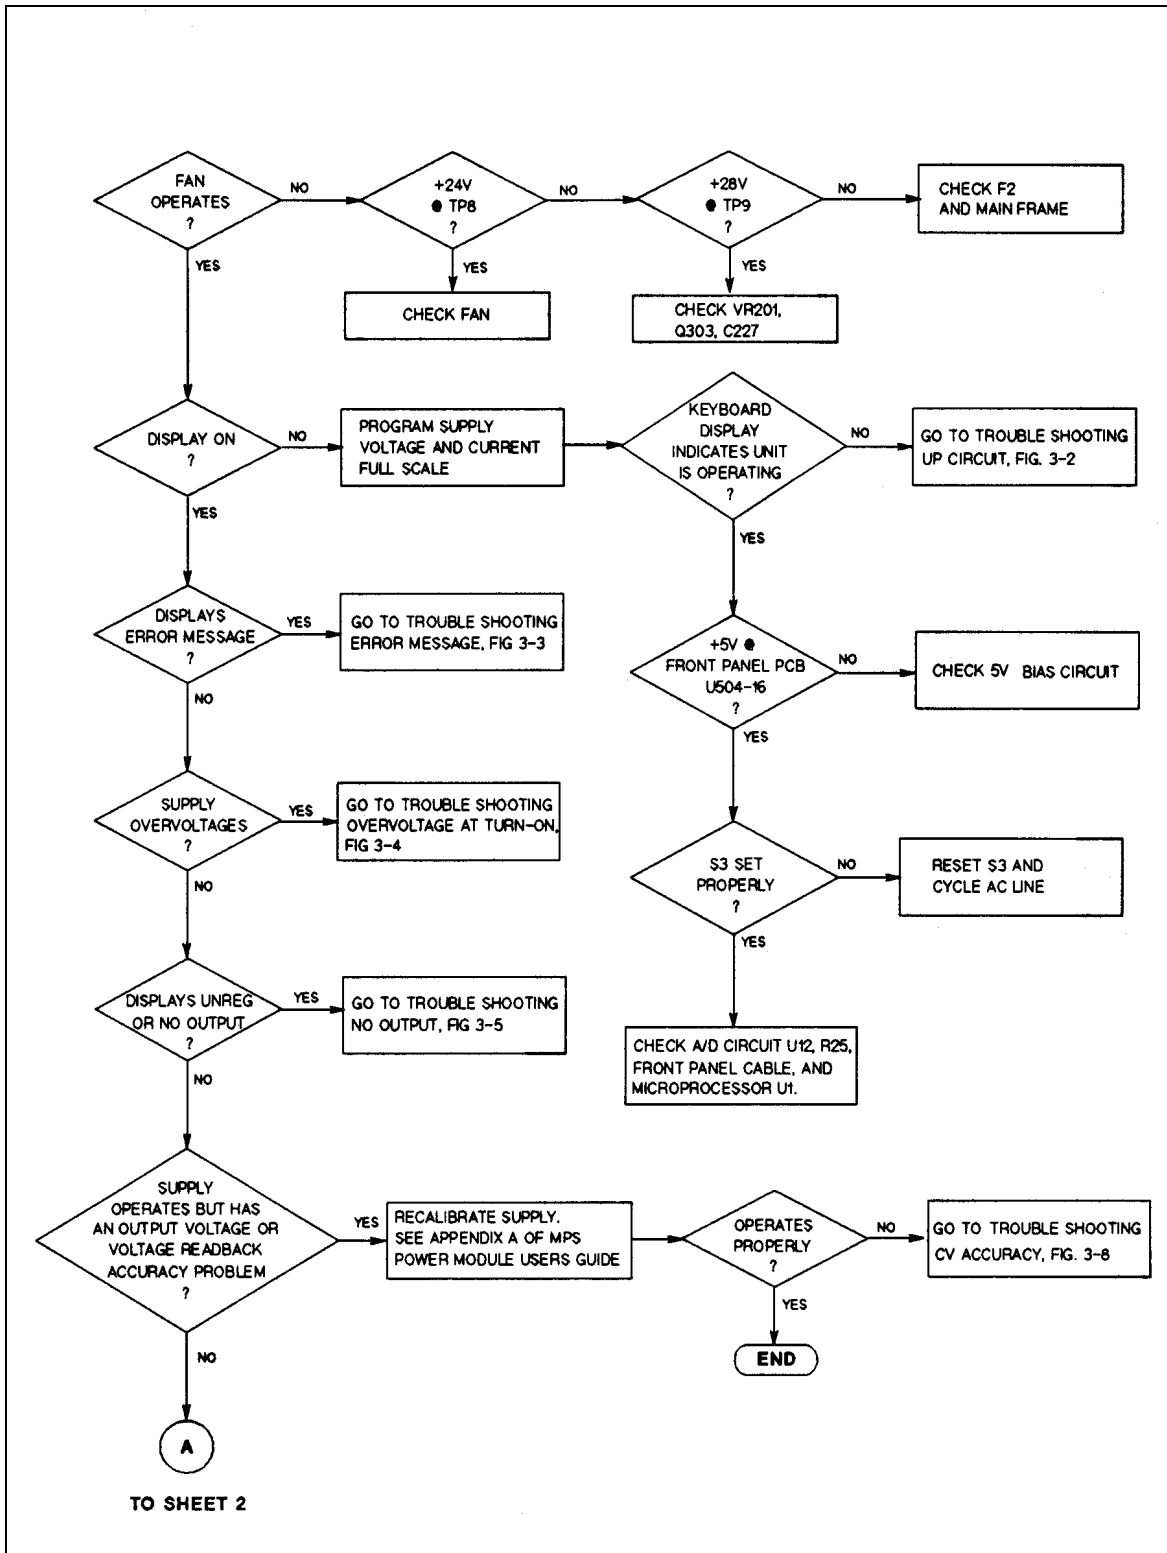 FAN
OPERATES
?
NO
+24V
● TP8
?
NO
+28V
● TP9
?
NO
CHECK F2
AND MAIN FRAME
YES
YES
YES
CHECK FAN
CHECK VR201,
Q303, C227
DISPLAY ON
?
NO
PROGRAM SUPPLY
VOLTAGE AND CURRENT
FULL SCALE
KEYBOARD
DISPLAY
INDICATES UNIT
IS OPERATING
?
NO
GO TO TROUBLE SHOOTING
UP CIRCUIT, FIG. 3-2
YES
YES
DISPLAYS
ERROR MESSAGE
?
YES
GO TO TROUBLE SHOOTING
ERROR MESSAGE, FIG 3-3
+5V ●
FRONT PANEL PCB
U504-16
?
NO
CHECK 5V BIAS CIRCUIT
NO
YES
SUPPLY
OVERVOLTAGES
?
YES
GO TO TROUBLE SHOOTING
OVERVOLTAGE AT TURN-ON,
FIG 3-4
S3 SET
PROPERLY
?
NO
RESET S3 AND
CYCLE AC LINE
NO
YES
DISPLAYS UNREG
OR NO OUTPUT
?
YES
GO TO TROUBLE SHOOTING
NO OUTPUT, FIG 3-5
CHECK A/D CIRCUIT U12, R25,
FRONT PANEL CABLE, AND
MICROPROCESSOR U1.
NO
SUPPLY
OPERATES BUT HAS
AN OUTPUT VOLTAGE OR
VOLTAGE READBACK
ACCURACY PROBLEM
?
YES
RECALIBRATE SUPPLY.
SEE APPENDIX A OF MPS
POWER MODULE USERS GUIDE
OPERATES
PROPERLY
?
NO
GO TO TROUBLE SHOOTING
CV ACCURACY, FIG. 3-8
YES
END
NO
A
TO SHEET 2